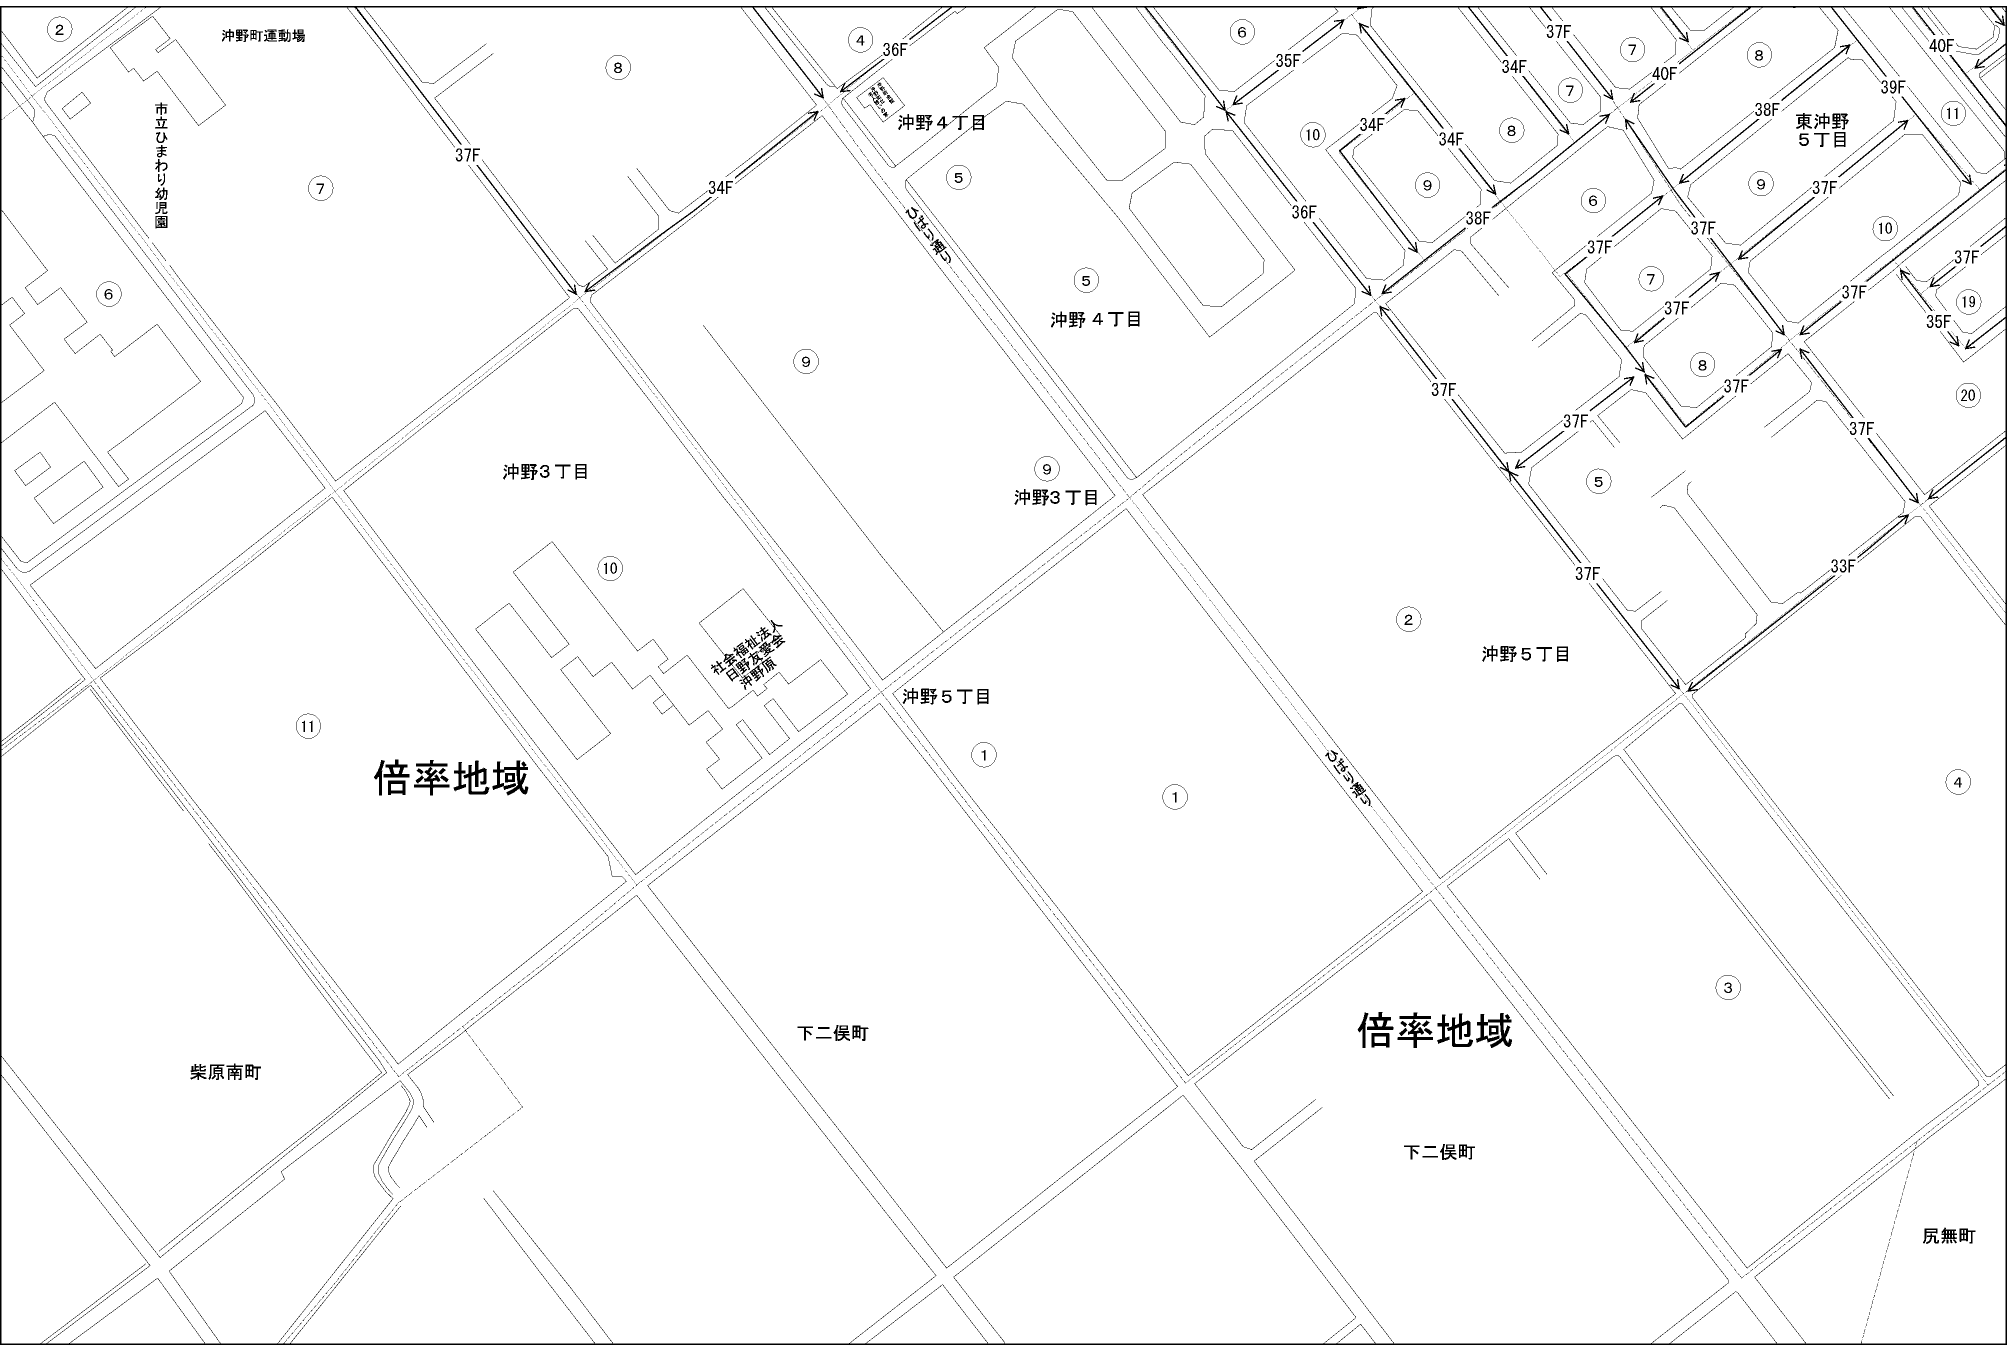 ②
沖野町運動場
⑧
④
36F
⑥
35F
37F
34F
⑦
40F
⑧
40F
39F
38F
⑦
⑪
市立ひまわり幼児園
37F
沖野４丁目
⑩
34F
34F
⑧
東沖野
５丁目
⑦
34F
⑤
⑨
⑥
⑨
37F
ひばり通り
36F
38F
37F
⑩
37F
37F
⑥
⑤
⑦
37F
⑲
沖野４丁目
37F
37F
35F
⑨
⑧
37F
37F
⑳
37F
37F
沖野３丁目
⑨
沖野３丁目
⑤
⑩
37F
33F
②
社会福祉法人
日野友愛会
沖野原
沖野５丁目
沖野５丁目
⑪
倍率地域
①
①
ひばり通り
④
③
下二俣町
倍率地域
柴原南町
下二俣町
尻無町